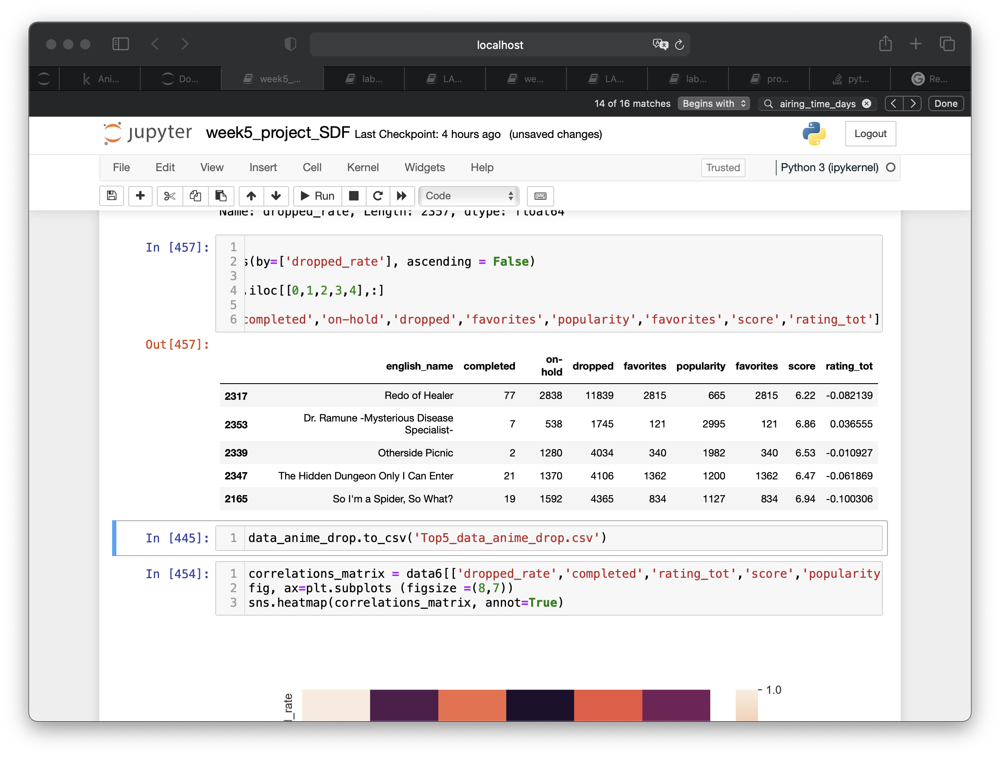 localhost
k Ani...
Do...
week5_...
lab...
LA...
we...
LA...
lab...
pro...
pyt...
G Re...
14 of 16 matches Begins with airing_time_days Done
jupyter week5_project_SDF Last Checkpoint: 4 hours ago (unsaved changes) Logout
File Edit View Insert Cell Kernel Widgets Help Trusted Python 3 (ipykernel)
Run Code
Name: dropped_rate, Length: 2357, dtype: float64
In [457]:
1
2 s(by=['dropped_rate'], ascending = False)
3
4 .iloc[[0,1,2,3,4],:]
5
6 completed','on-hold','dropped','favorites','popularity','favorites','score','rating_tot']
Out[457]:
english_name completed on-hold dropped favorites popularity favorites score rating_tot
2317 Redo of Healer 77 2838 11839 2815 665 2815 6.22 -0.082139
2353 Dr. Ramune -Mysterious Disease Specialist- 7 538 1745 121 2995 121 6.86 0.036555
2339 Otherside Picnic 2 1280 4034 340 1982 340 6.53 -0.010927
2347 The Hidden Dungeon Only I Can Enter 21 1370 4106 1362 1200 1362 6.47 -0.061869
2165 So I'm a Spider, So What? 19 1592 4365 834 1127 834 6.94 -0.100306
In [445]: 1 data_anime_drop.to_csv('Top5_data_anime_drop.csv')
In [454]: 1 correlations_matrix = data6[['dropped_rate','completed','rating_tot','score','popularity
2 fig, ax=plt.subplots (figsize =(8,7))
3 sns.heatmap(correlations_matrix, annot=True)
_rate
1.0